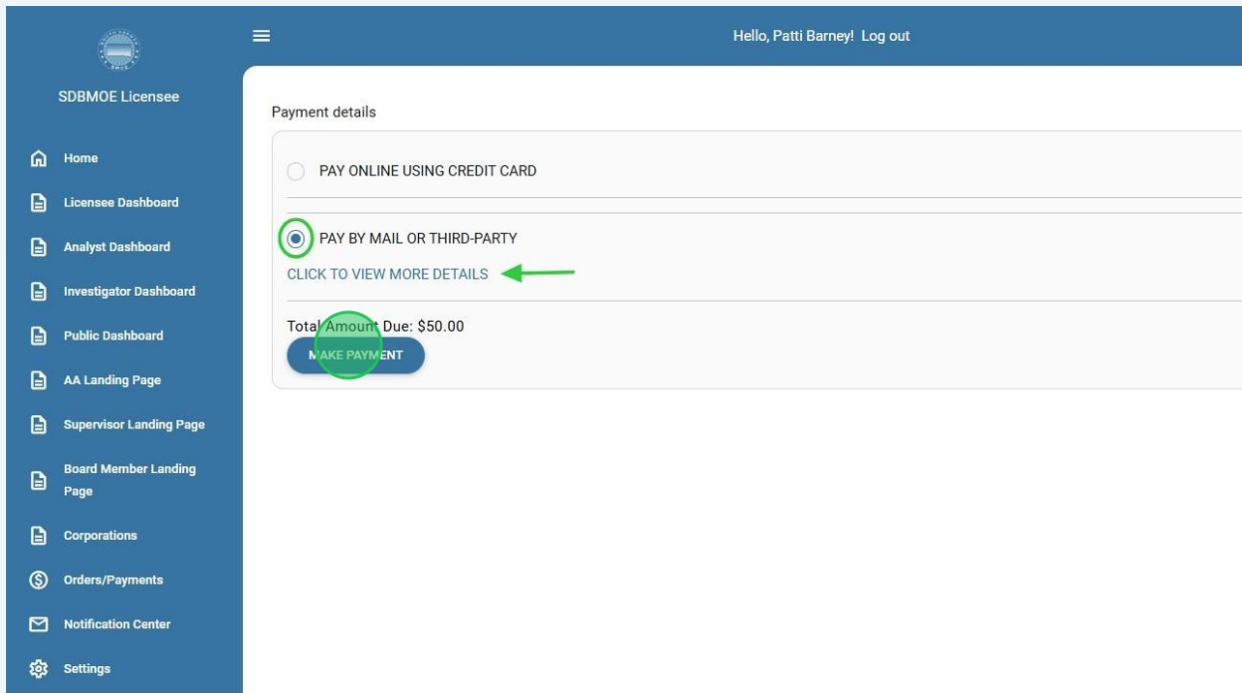 Hello, Patti Barney! Log out
SDBMOE Licensee
Home
Licensee Dashboard
Analyst Dashboard
Investigator Dashboard
Public Dashboard
AA Landing Page
Supervisor Landing Page
Board Member Landing
Page
Corporations
Orders/Payments
Notification Center
Settings
Payment details
PAY ONLINE USING CREDIT CARD
PAY BY MAIL OR THIRD-PARTY
CLICK TO VIEW MORE DETAILS
Total Amount Due: $50.00
MAKE PAYMENT